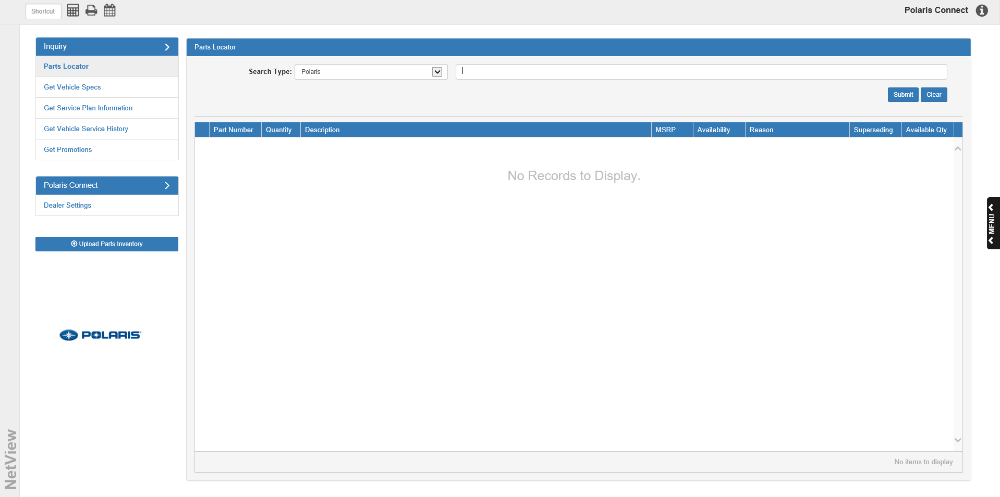 Shortcut
Polaris Connect
Inquiry
Parts Locator
Get Vehicle Specs
Get Service Plan Information
Get Vehicle Service History
Get Promotions
Polaris Connect
Dealer Settings
Upload Parts Inventory
POLARIS
NetView
Parts Locator
Search Type: Polaris
Submit Clear
Part Number Quantity Description MSRP Availability Reason Superseding Available Qty
No Records to Display.
No items to display
MENU